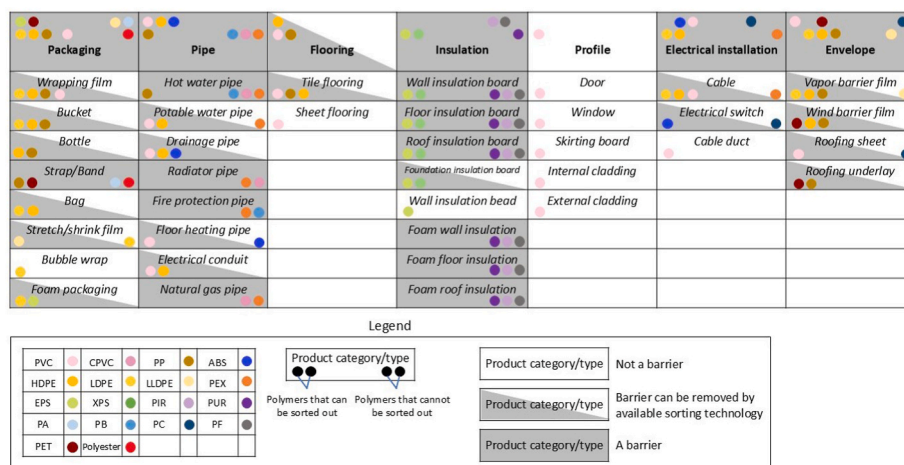 Packaging Pipe Flooring Insulation Profile Electrical installation Envelope
Wrapping film Hot water pipe Tile flooring Wall insulation board Door Cable Vapor barrier film
Bucket Potable water pipe Sheet flooring Floor insulation board Window Electrical switch Wind barrier film
Bottle Drainage pipe Roof insulation board Skirting board Cable duct Roofing sheet
Strap/Band Radiator pipe Foundation insulation board Internal cladding Roofing underlay
Bag Fire protection pipe Wall insulation bead External cladding
Stretch/shrink film Floor heating pipe Foam wall insulation
Bubble wrap Electrical conduit Foam floor insulation
Foam packaging Natural gas pipe Foam roof insulation
Legend
PVC CPVC PP ABS
HDPE LDPE LLDPE PEX
EPS XPS PIR PUR
PA PB PC PF
PET Polyester
Product category/type
Polymers that can
be sorted out
Polymers that cannot
be sorted out
Product category/type Not a barrier
Product category/type Barrier can be removed by
available sorting technology
Product category/type A barrier